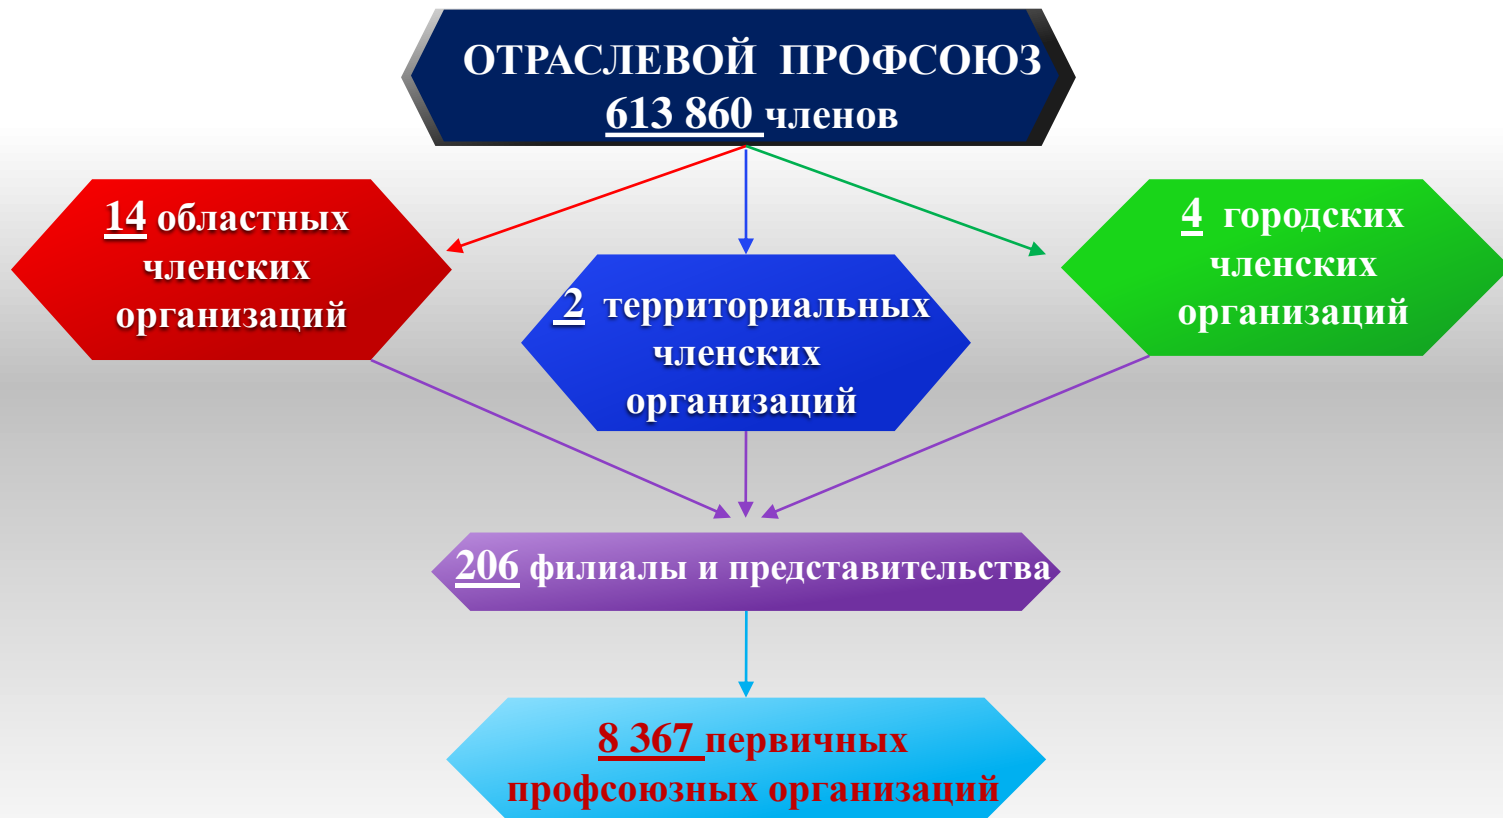 ОТРАСЛЕВОЙ ПРОФСОЮЗ
613 860 членов
14 областных
членских
организаций
2 территориальных
членских
организаций
4 городских
членских
организаций
206 филиалы и представительства
8 367 первичных
профсоюзных организаций